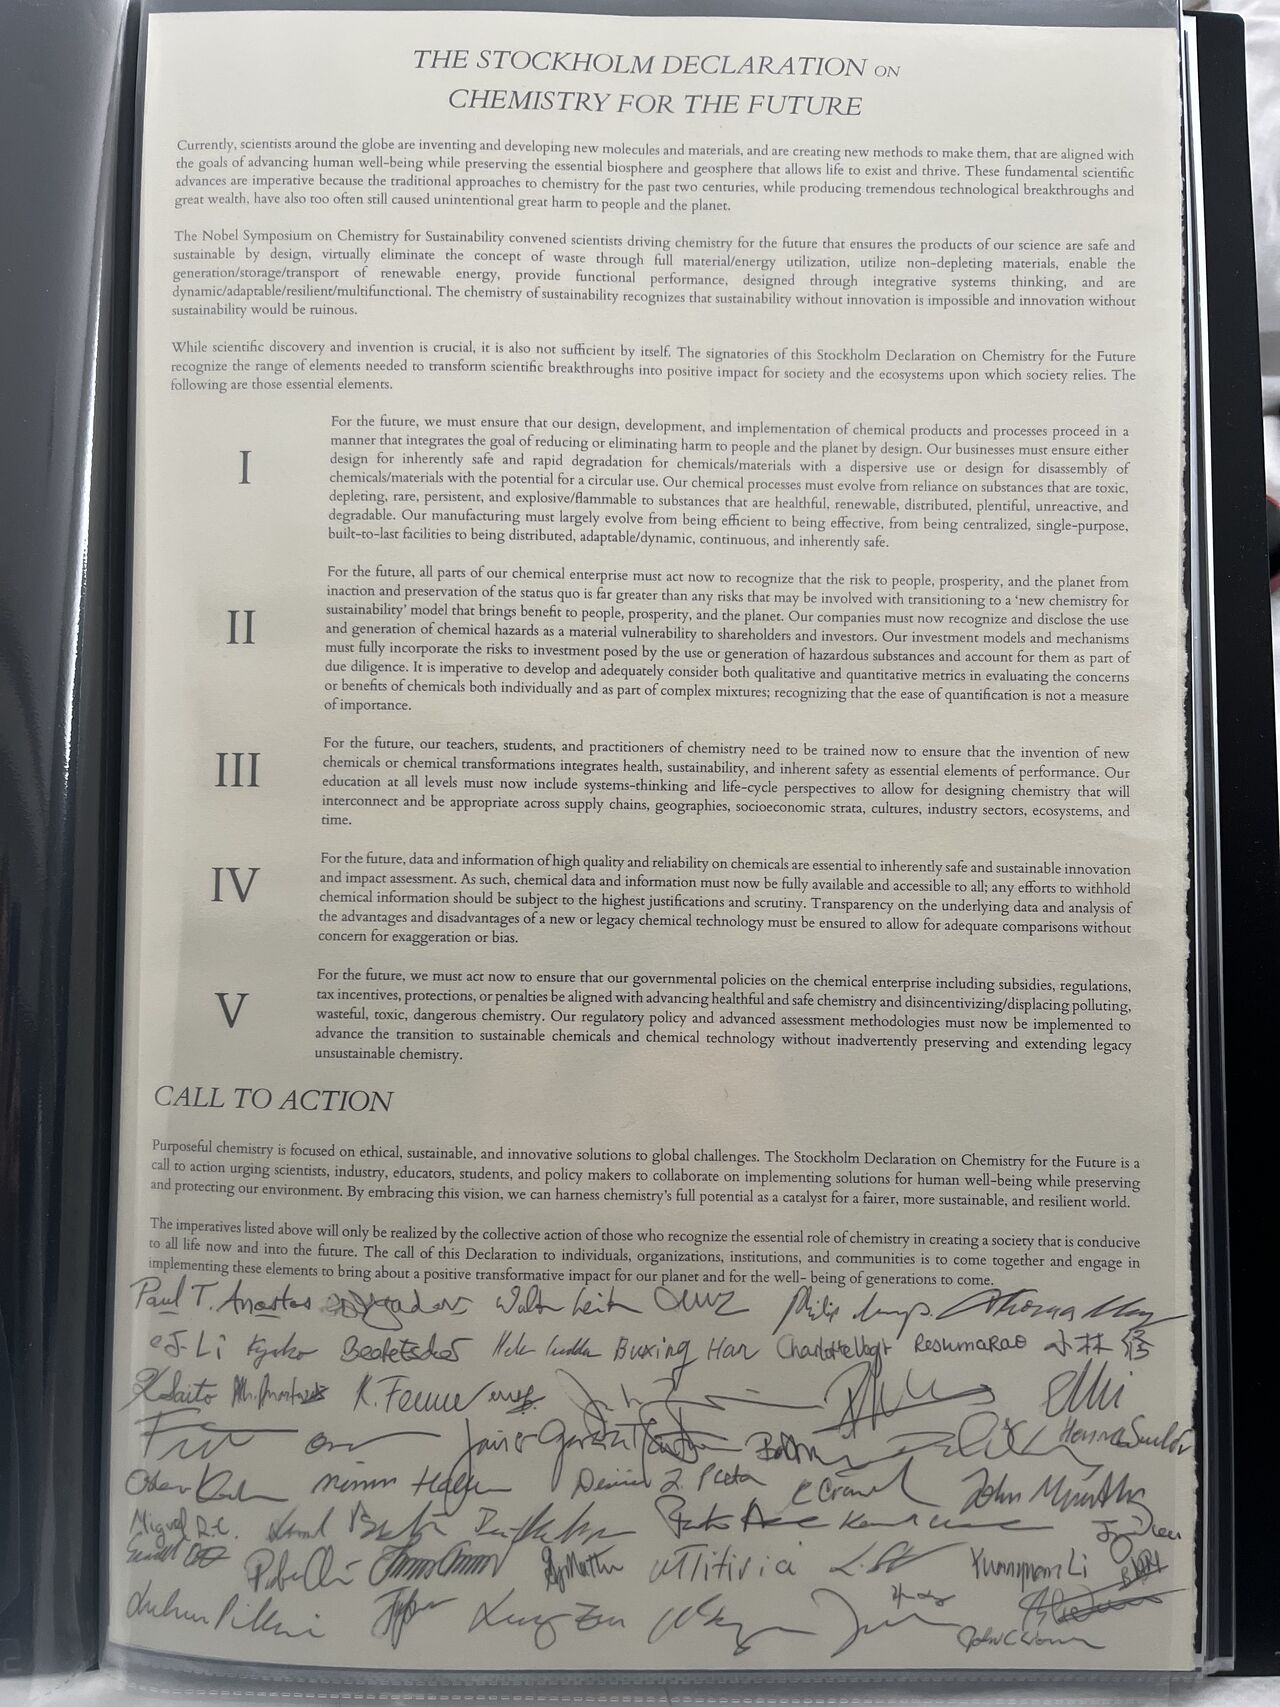 THE STOCKHOLM DECLARATION ON
CHEMISTRY FOR THE FUTURE
Currently, scientists around the globe are inventing and developing new molecules and materials, and are creating new methods to make them, that are aligned with
the goals of advancing human well-being while preserving the essential biosphere and geosphere that allows life to exist and thrive. These fundamental scientific
advances are imperative because the traditional approaches to chemistry for the past two centuries, while producing tremendous technological breakthroughs and
great wealth, have also too often still caused unintentional great harm to people and the planet.
The Nobel Symposium on Chemistry for Sustainability convened scientists driving chemistry for the future that ensures the products of our science are safe and
sustainable by design, virtually eliminate the concept of waste through full material/energy utilization, utilize non-depleting materials, enable the
generation/storage/transport of renewable energy, provide functional performance, designed through integrative systems thinking, and are
dynamic/adaptable/resilient/multifunctional. The chemistry of sustainability recognizes that sustainability without innovation is impossible and innovation without
sustainability would be ruinous.
While scientific discovery and invention is crucial, it is also not sufficient by itself. The signatories of this Stockholm Declaration on Chemistry for the Future
recognize the range of elements needed to transform scientific breakthroughs into positive impact for society and the ecosystems upon which society relies. The
following are those essential elements.
I
For the future, we must ensure that our design, development, and implementation of chemical products and processes proceed in a
manner that integrates the goal of reducing or eliminating harm to people and the planet by design. Our businesses must ensure either
design for inherently safe and rapid degradation for chemicals/materials with a dispersive use or design for disassembly of
chemicals/materials with the potential for a circular use. Our chemical processes must evolve from reliance on substances that are toxic,
depleting, rare, persistent, and explosive/flammable to substances that are healthful, renewable, distributed, plentiful, unreactive, and
degradable. Our manufacturing must largely evolve from being efficient to being effective, from being centralized, single-purpose,
built-to-last facilities to being distributed, adaptable/dynamic, continuous, and inherently safe.
II
For the future, all parts of our chemical enterprise must act now to recognize that the risk to people, prosperity, and the planet from
inaction and preservation of the status quo is far greater than any risks that may be involved with transitioning to a ‘new chemistry for
sustainability’ model that brings benefit to people, prosperity, and the planet. Our companies must now recognize and disclose the use
and generation of chemical hazards as a material vulnerability to shareholders and investors. Our investment models and mechanisms
must fully incorporate the risks to investment posed by the use or generation of hazardous substances and account for them as part of
due diligence. It is imperative to develop and adequately consider both qualitative and quantitative metrics in evaluating the concerns
or benefits of chemicals both individually and as part of complex mixtures; recognizing that the ease of quantification is not a measure
of importance.
III
For the future, our teachers, students, and practitioners of chemistry need to be trained now to ensure that the invention of new
chemicals or chemical transformations integrates health, sustainability, and inherent safety as essential elements of performance. Our
education at all levels must now include systems-thinking and life-cycle perspectives to allow for designing chemistry that will
interconnect and be appropriate across supply chains, geographies, socioeconomic strata, cultures, industry sectors, ecosystems, and
time.
IV
For the future, data and information of high quality and reliability on chemicals are essential to inherently safe and sustainable innovation
and impact assessment. As such, chemical data and information must now be fully available and accessible to all; any efforts to withhold
chemical information should be subject to the highest justifications and scrutiny. Transparency on the underlying data and analysis of
the advantages and disadvantages of a new or legacy chemical technology must be ensured to allow for adequate comparisons without
concern for exaggeration or bias.
V
For the future, we must act now to ensure that our governmental policies on the chemical enterprise including subsidies, regulations,
tax incentives, protections, or penalties be aligned with advancing healthful and safe chemistry and disincentivizing/displacing polluting,
wasteful, toxic, dangerous chemistry. Our regulatory policy and advanced assessment methodologies must now be implemented to
advance the transition to sustainable chemicals and chemical technology without inadvertently preserving and extending legacy
unsustainable chemistry.
CALL TO ACTION
Purposeful chemistry is focused on ethical, sustainable, and innovative solutions to global challenges. The Stockholm Declaration on Chemistry for the Future is a
call to action urging scientists, industry, educators, students, and policy makers to collaborate on implementing solutions for human well-being while preserving
and protecting our environment. By embracing this vision, we can harness chemistry's full potential as a catalyst for a fairer, more sustainable, and resilient world.
The imperatives listed above will only be realized by the collective action of those who recognize the essential role of chemistry in creating a society that is conducive
to all life now and into the future. The call of this Declaration to individuals, organizations, institutions, and communities is to come together and engage in
implementing these elements to bring about a positive transformative impact for our planet and for the well- being of generations to come.
Paul T. Anastas Walter Leitner
CJ. Li Kyoko Buxing Han Charlotte Vogt 小林 修
K Saito
Javier
John
Miguel
Yuanyuan Li
John C Warner